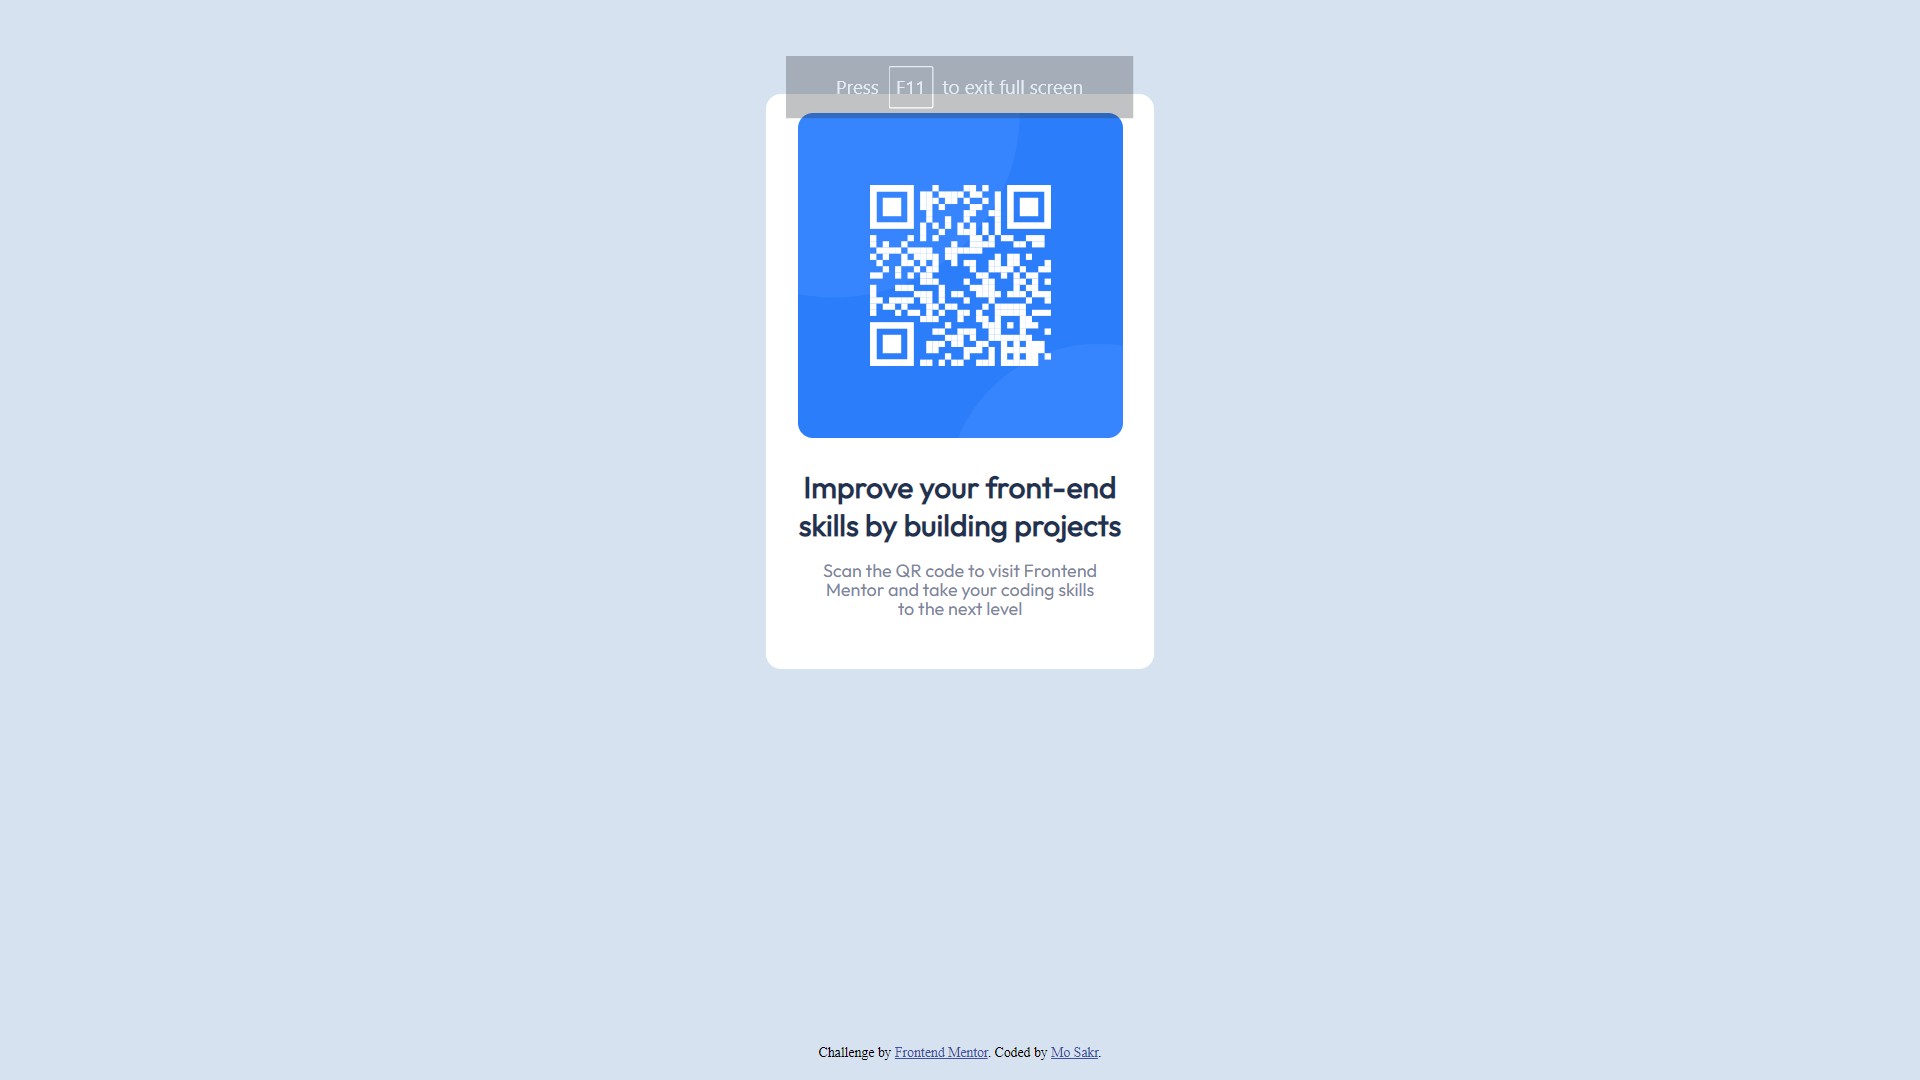 Press F11 to exit full screen
Improve your front-end
skills by building projects
Scan the QR code to visit Frontend
Mentor and take your coding skills
to the next level
Challenge by Frontend Mentor. Coded by Mo Sakr.